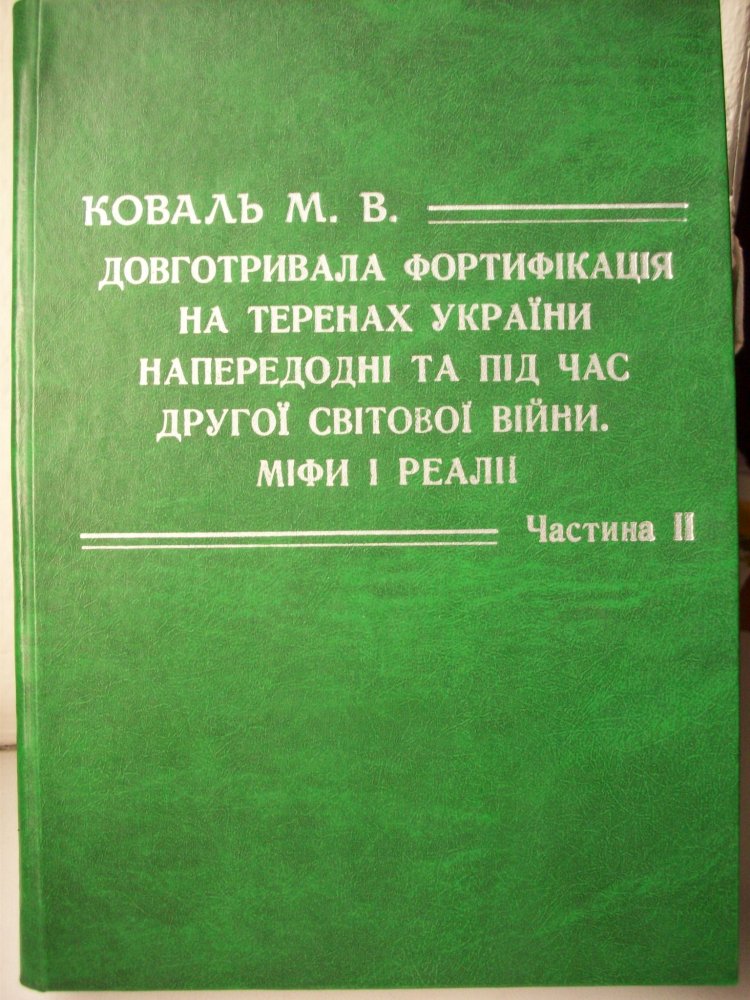 КОВАЛЬ М. В.
ДОВГОТРИВАЛА ФОРТИФІКАЦІЯ
НА ТЕРЕНАХ УКРАЇНИ
НАПЕРЕДОДНІ ТА ПІД ЧАС
ДРУГОЇ СВІТОВОЇ ВІЙНИ.
МІФИ І РЕАЛІЇ
Частина II